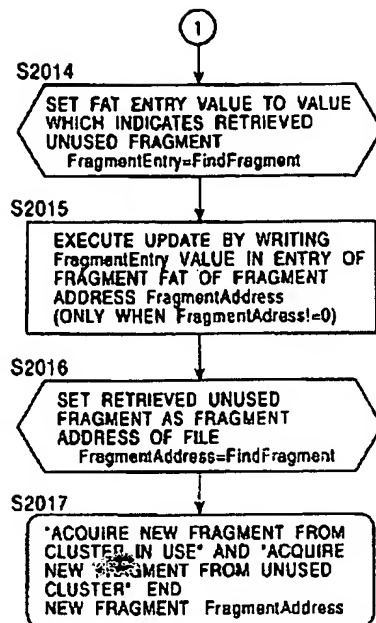 1
S2014
SET FAT ENTRY VALUE TO VALUE
WHICH INDICATES RETRIEVED
UNUSED FRAGMENT
FragmentEntry=FindFragment
S2015
EXECUTE UPDATE BY WRITING
FragmentEntry VALUE IN ENTRY OF
FRAGMENT FAT OF FRAGMENT
ADDRESS FragmentAddress
(ONLY WHEN FragmentAdress!=0)
S2016
SET RETRIEVED UNUSED
FRAGMENT AS FRAGMENT
ADDRESS OF FILE
FragmentAddress=FindFragment
S2017
"ACQUIRE NEW FRAGMENT FROM
CLUSTER IN USE" AND "ACQUIRE
NEW FRAGMENT FROM UNUSED
CLUSTER" END
NEW FRAGMENT FragmentAddress